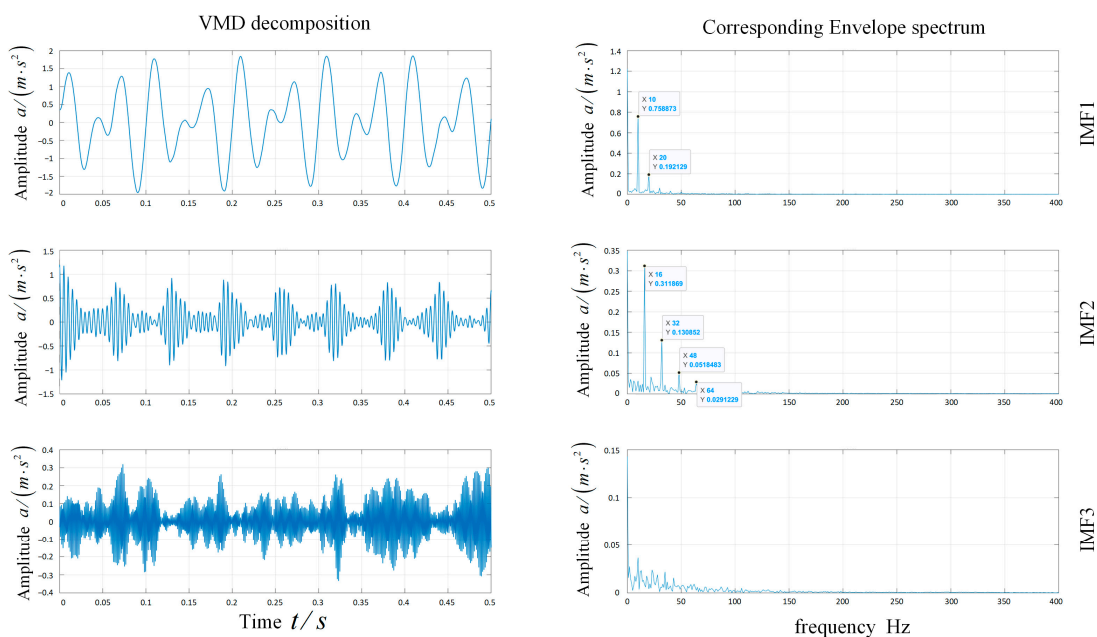 VMD decomposition
Corresponding Envelope spectrum
Amplitude a/(m·s²)
2
1.5
1
0.5
0
-0.5
-1
-1.5
-2
0 0.05 0.1 0.15 0.2 0.25 0.3 0.35 0.4 0.45 0.5
Amplitude a/(m·s²)
1.4
1.2
1
0.8
0.6
0.4
0.2
0
X 10
Y 0.758873
X 20
Y 0.192129
0 50 100 150 200 250 300 350 400
IMF1
Amplitude a/(m·s²)
1.5
1
0.5
0
-0.5
-1
-1.5
0 0.05 0.1 0.15 0.2 0.25 0.3 0.35 0.4 0.45 0.5
Amplitude a/(m·s²)
0.35
0.3
0.25
0.2
0.15
0.1
0.05
0
X 16
Y 0.311869
X 32
Y 0.130852
X 48
Y 0.0518483
X 64
Y 0.0291229
0 50 100 150 200 250 300 350 400
IMF2
Amplitude a/(m·s²)
0.4
0.3
0.2
0.1
0
-0.1
-0.2
-0.3
-0.4
0 0.05 0.1 0.15 0.2 0.25 0.3 0.35 0.4 0.45 0.5
Time t/s
Amplitude a/(m·s²)
0.15
0.1
0.05
0
0 50 100 150 200 250 300 350 400
frequency Hz
IMF3